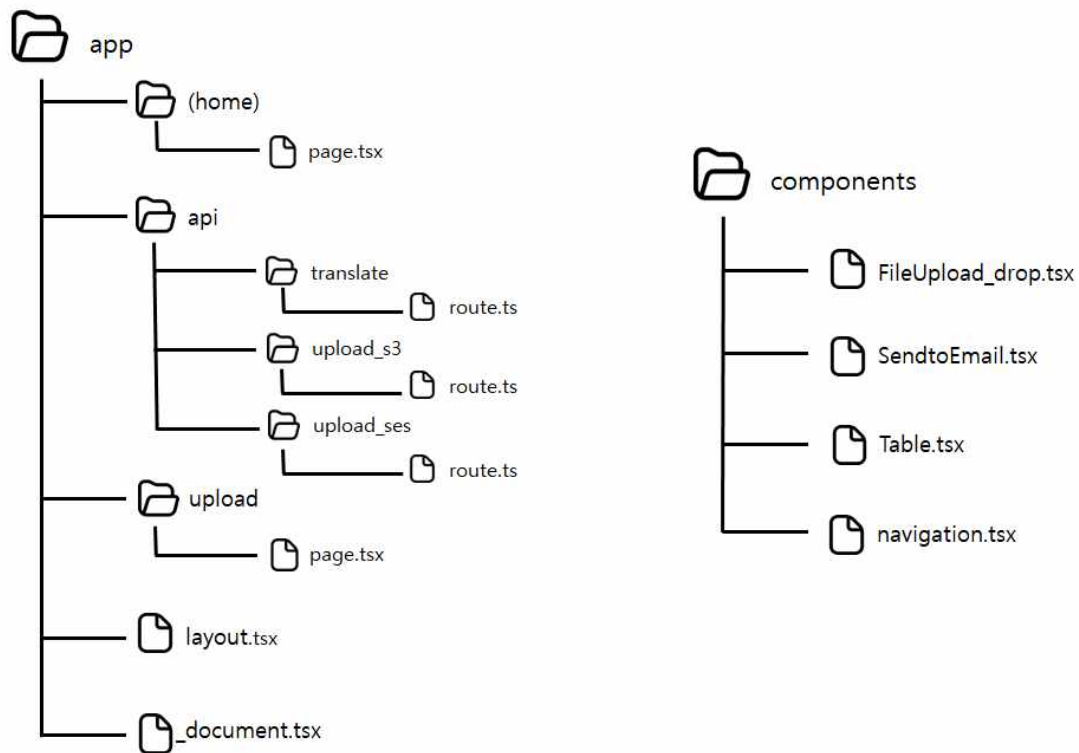 app
(home)
page.tsx
api
translate
route.ts
upload_s3
route.ts
upload_ses
route.ts
upload
page.tsx
layout.tsx
_document.tsx
components
FileUpload_drop.tsx
SendtoEmail.tsx
Table.tsx
navigation.tsx